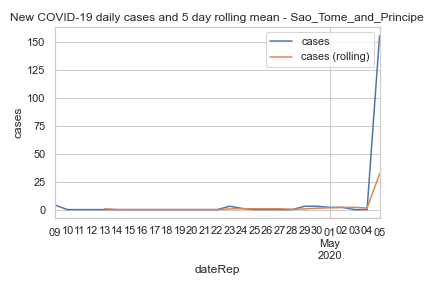 New COVID-19 daily cases and 5 day rolling mean - Sao_Tome_and_Principe
cases
cases (rolling)
150
125
100
75
50
25
0
cases
09 10 11 12 13 14 15 16 17 18 19 20 21 22 23 24 25 26 27 28 29 30 01 02 03 04 05
May
2020
dateRep